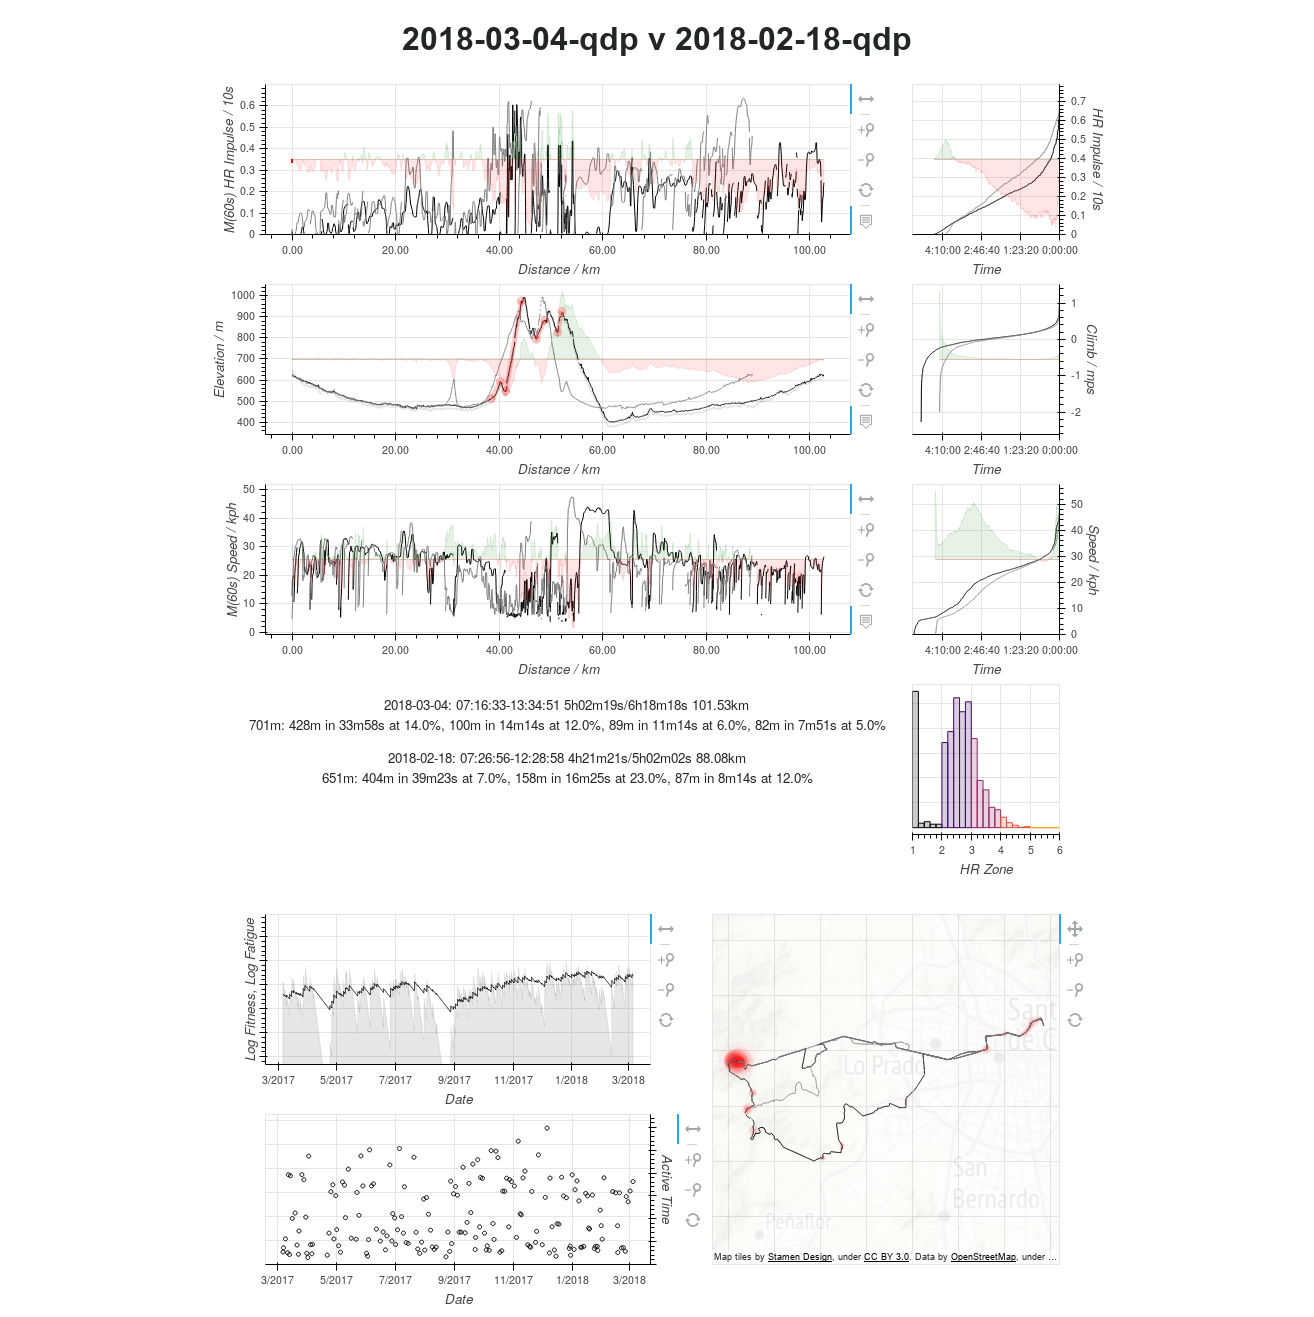 2018-03-04-qdp v 2018-02-18-qdp
M(60s) HR Impulse / 10s
0.6
0.5
0.4
0.3
0.2
0.1
0
0.00 20.00 40.00 60.00 80.00 100.00
Distance / km
0.7
0.6
0.5
0.4
0.3
0.2
0.1
0
HR Impulse / 10s
4:10:00 2:46:40 1:23:20 0:00:00
Time
Elevation / m
1000
900
800
700
600
500
400
0.00 20.00 40.00 60.00 80.00 100.00
Distance / km
1
0
-1
-2
Climb / mps
4:10:00 2:46:40 1:23:20 0:00:00
Time
M(60s) Speed / kph
50
40
30
20
10
0
0.00 20.00 40.00 60.00 80.00 100.00
Distance / km
50
40
30
20
10
0
Speed / kph
4:10:00 2:46:40 1:23:20 0:00:00
Time
2018-03-04: 07:16:33-13:34:51 5h02m19s/6h18m18s 101.53km
701m: 428m in 33m58s at 14.0%, 100m in 14m14s at 12.0%, 89m in 11m14s at 6.0%, 82m in 7m51s at 5.0%
2018-02-18: 07:26:56-12:28:58 4h21m21s/5h02m02s 88.08km
651m: 404m in 39m23s at 7.0%, 158m in 16m25s at 23.0%, 87m in 8m14s at 12.0%
1 2 3 4 5 6
HR Zone
Log Fitness, Log Fatigue
3/2017 5/2017 7/2017 9/2017 11/2017 1/2018 3/2018
Date
Active Time
3/2017 5/2017 7/2017 9/2017 11/2017 1/2018 3/2018
Date
Sant
de C
Lo Prado
San
Bernardo
Peñaflor
Map tiles by Stamen Design, under CC BY 3.0. Data by OpenStreetMap, under ...